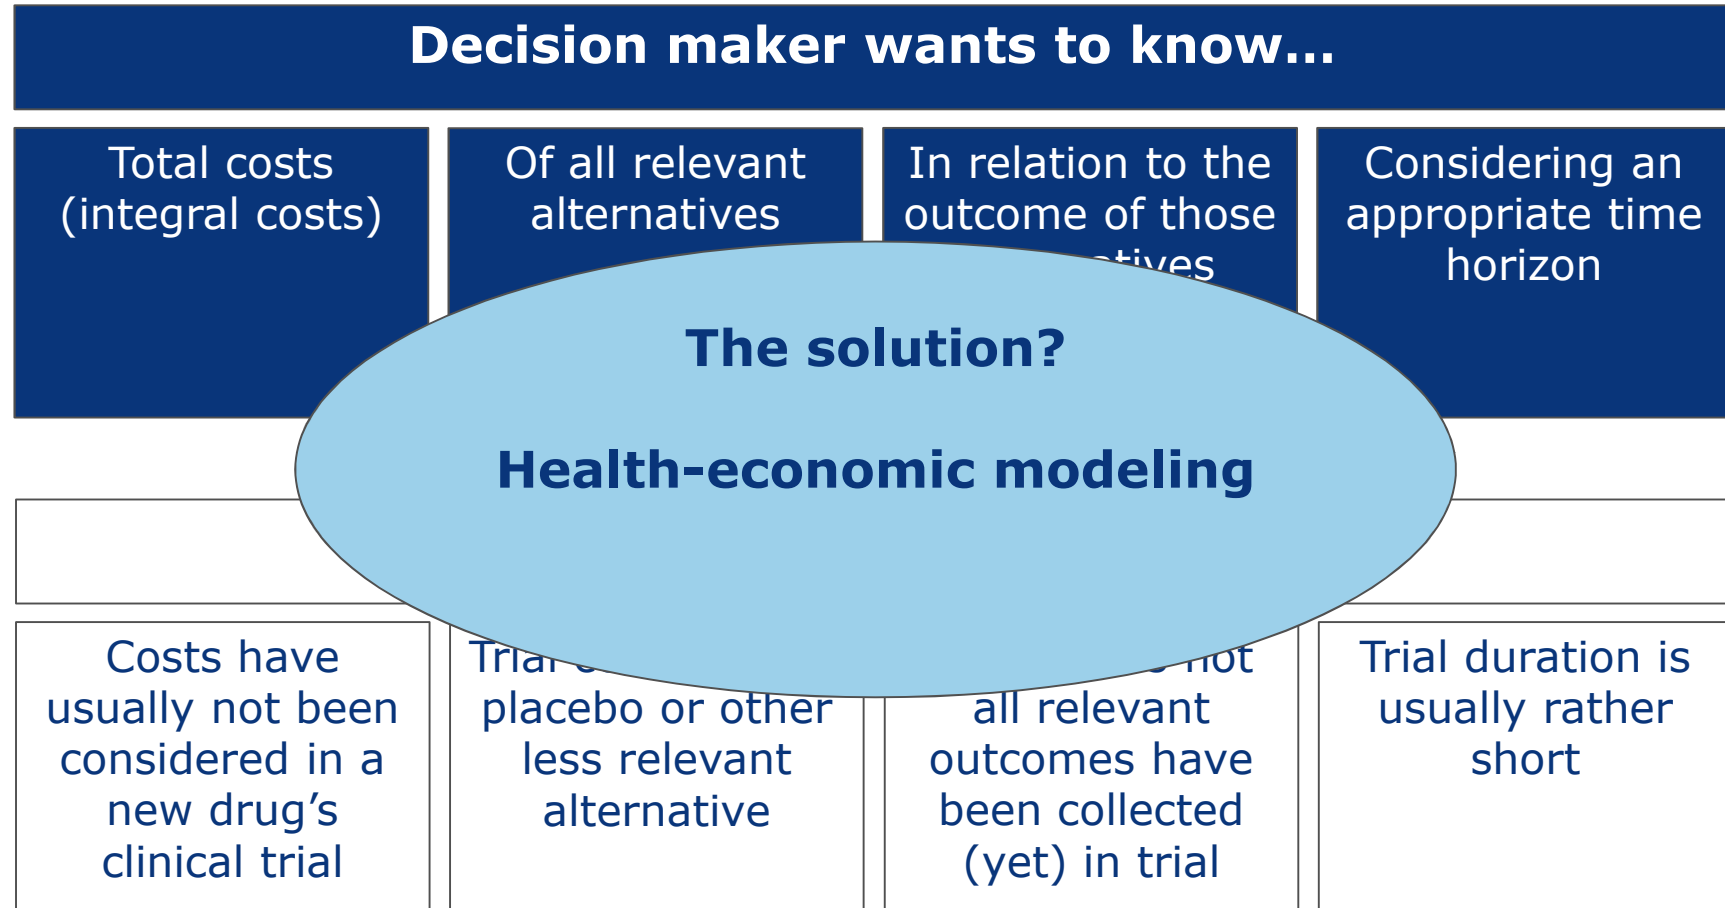 Decision maker wants to know...
Total costs
(integral costs)
Of all relevant
alternatives
In relation to the
outcome of those
Considering an
appropriate time
horizon
The solution?
Health-economic modeling
Costs have
usually not been
considered in a
new drug’s
clinical trial
Trial
placebo or other
less relevant
alternative
not
all relevant
outcomes have
been collected
(yet) in trial
Trial duration is
usually rather
short